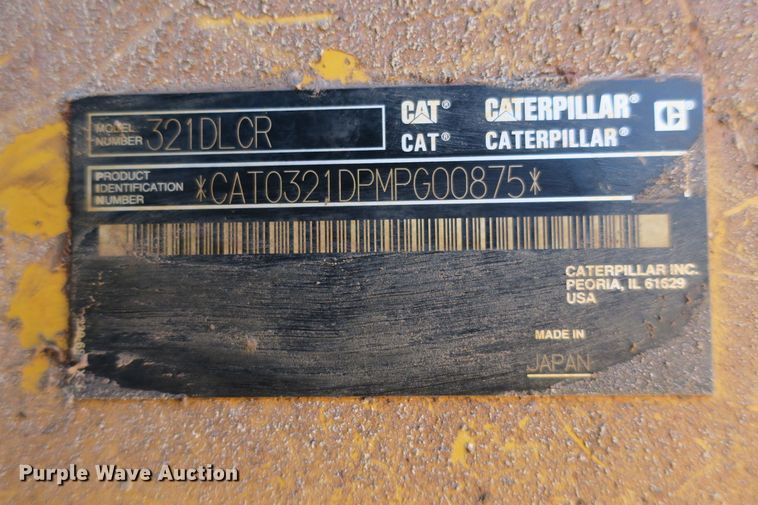 MODEL NUMBER 321DLCR
CAT® CATERPILLAR®
CAT® CATERPILLAR®
PRODUCT IDENTIFICATION NUMBER *CAT0321DPMPG00875*
CATERPILLAR INC.
PEORIA, IL 61629
USA
MADE IN
JAPAN
Purple Wave Auction